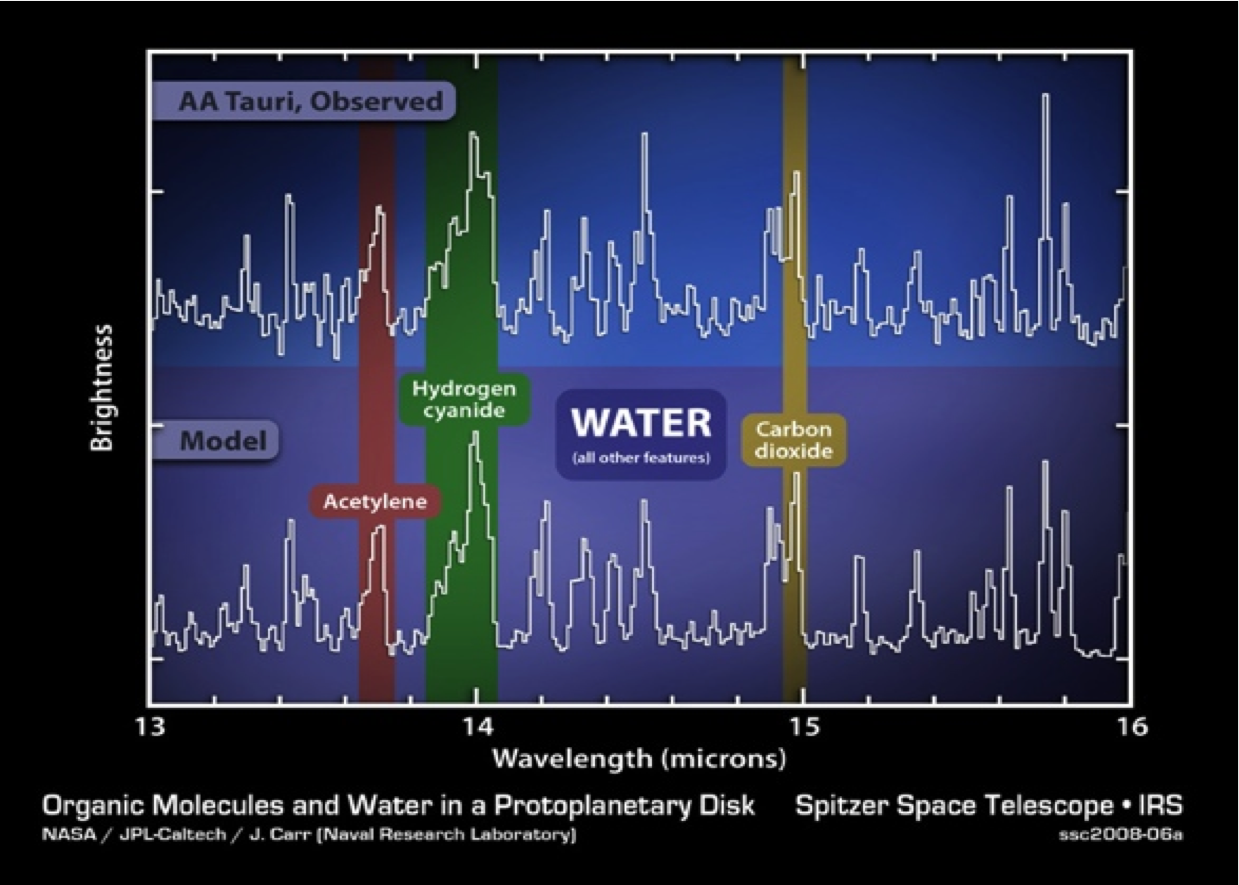 AA Tauri, Observed
Hydrogen
cyanide
WATER
(all other features)
Carbon
dioxide
Model
Acetylene
Brightness
13
14
15
16
Wavelength (microns)
Organic Molecules and Water in a Protoplanetary Disk
Spitzer Space Telescope • IRS
NASA / JPL-Caltech / J. Carr (Naval Research Laboratory)
ssc2008-06a